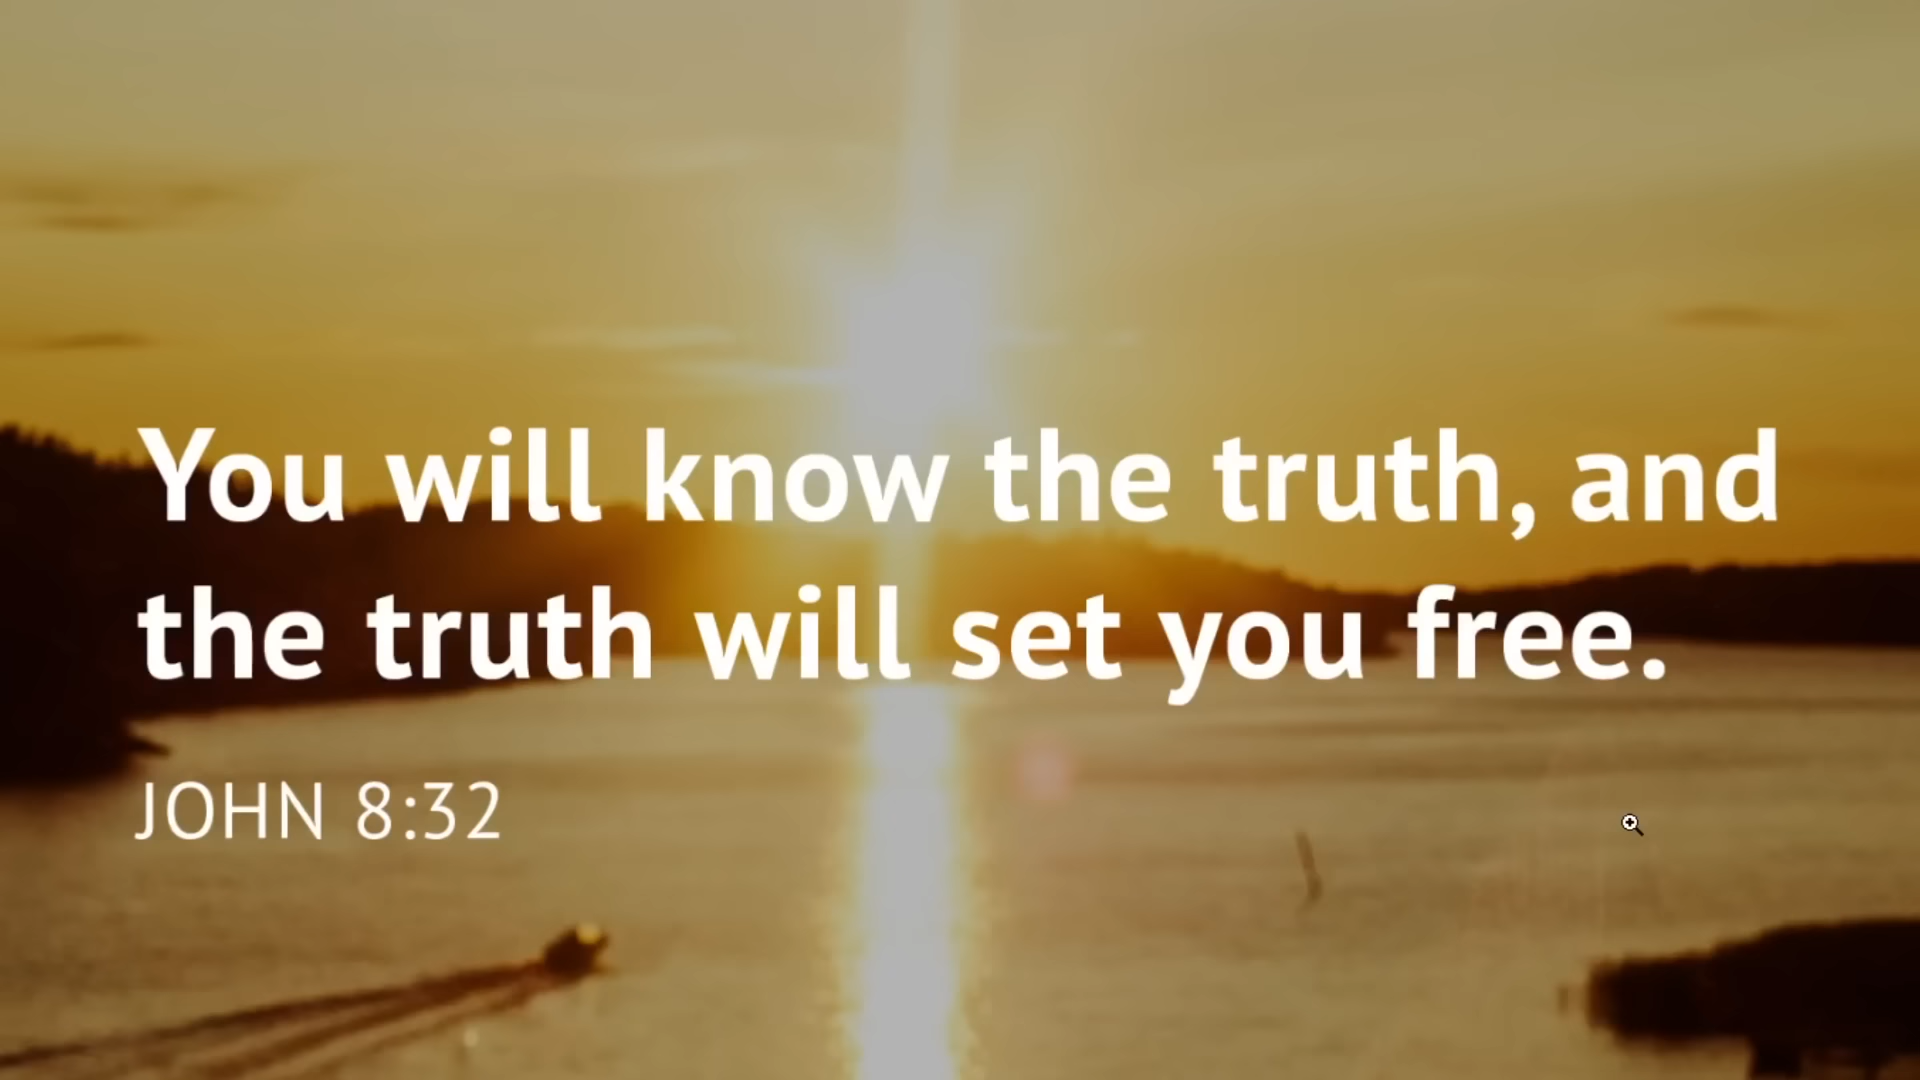 You will know the truth, and
the truth will set you free.
JOHN 8:32